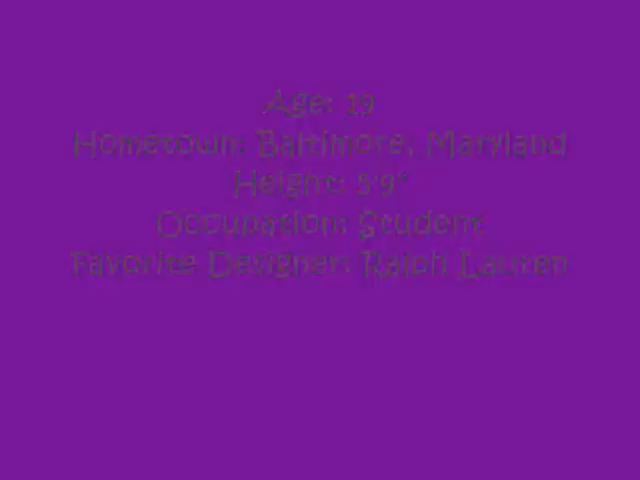 Age: 19
Hometown: Baltimore, Maryland
Height: 5'9"
Occupation: Student
Favorite Designer: Ralph Lauren